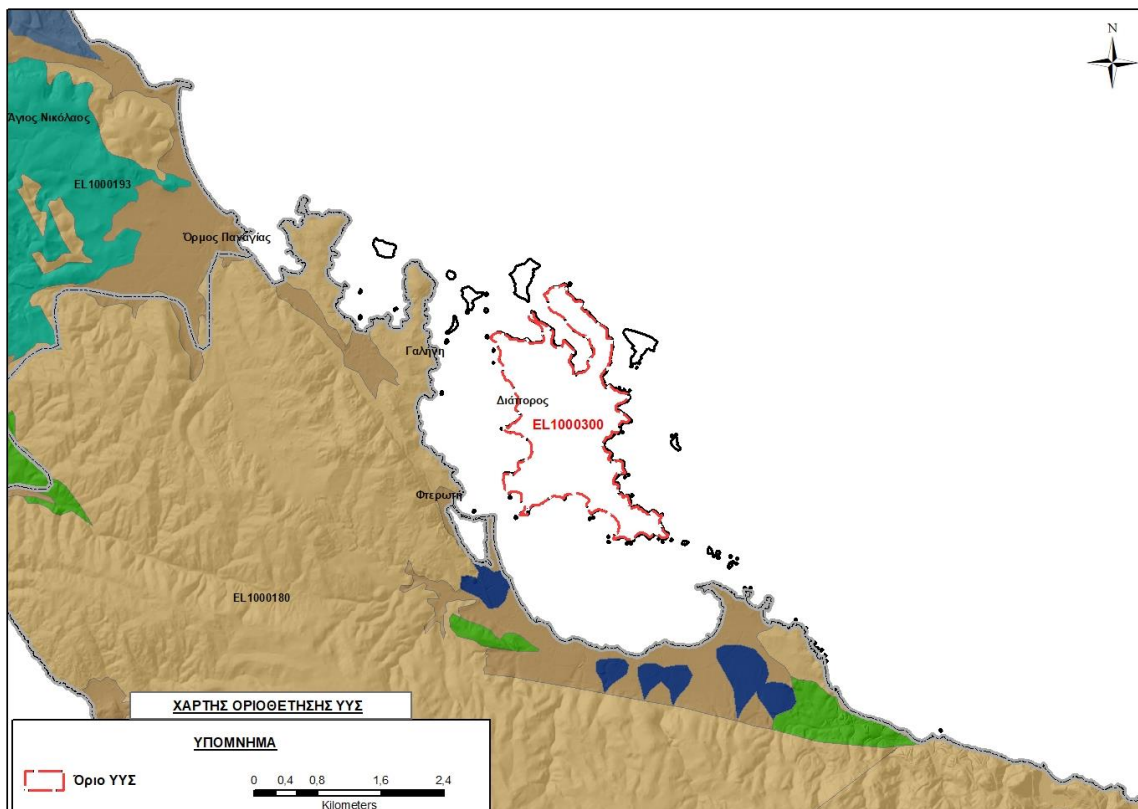 N
Άγιος Νικόλαος
EL1000193
Όρμος Παναγίας
Γαλήνη
Διάπορος
EL1000300
Φτερωτή
EL1000180
ΧΑΡΤΗΣ ΟΡΙΟΘΕΤΗΣΗΣ ΥΥΣ
ΥΠΟΜΝΗΜΑ
Όριο ΥΥΣ
0 0,4 0,8 1,6 2,4
Kilometers